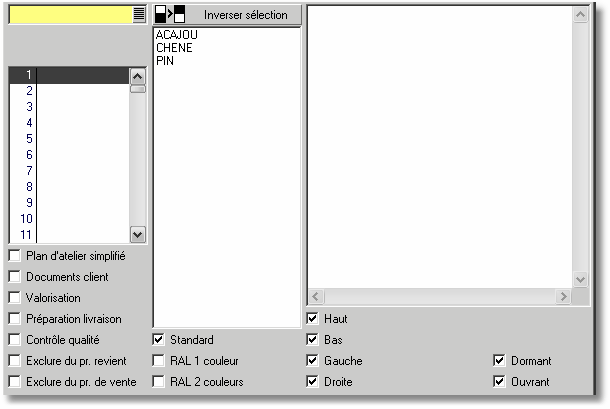 Inverser sélection
ACAJOU
CHENE
PIN
1
2
3
4
5
6
7
8
9
10
11
Plan d'atelier simplifié
Documents client
Valorisation
Préparation livraison
Contrôle qualité
Exclure du pr. revient
Exclure du pr. de vente
Standard
RAL 1 couleur
RAL 2 couleurs
Haut
Bas
Gauche
Droite
Dormant
Ouvrant